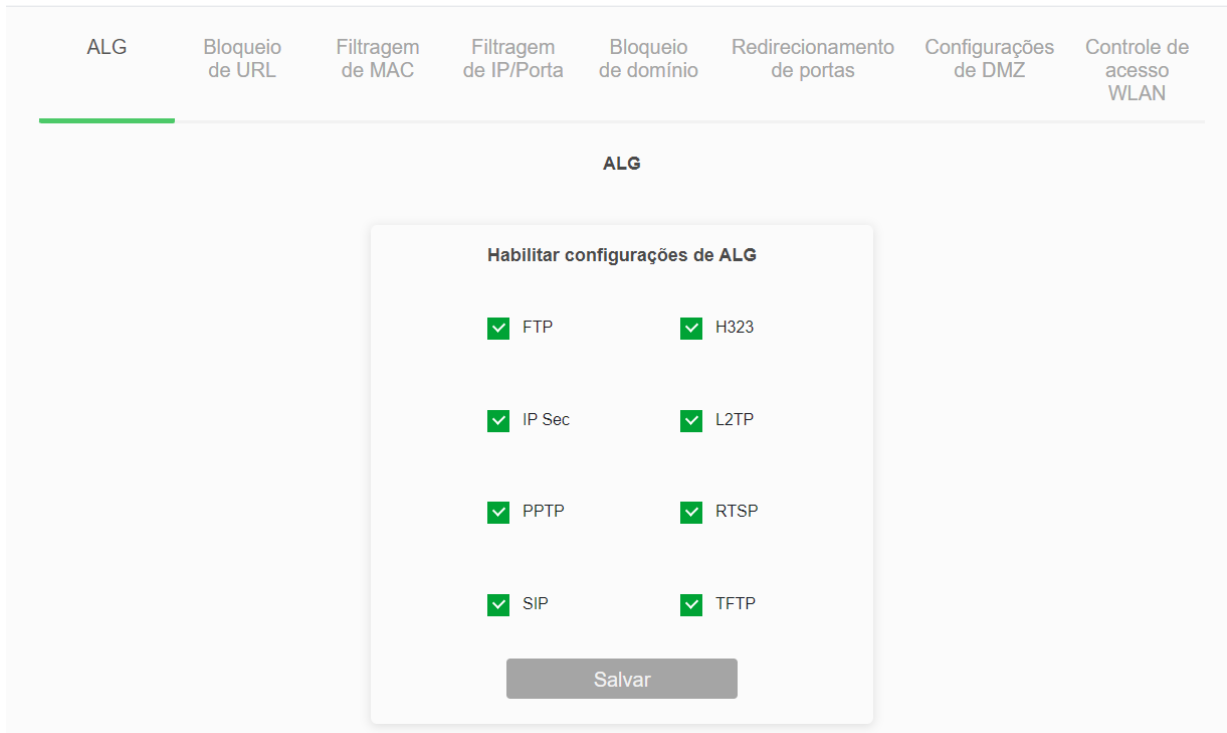 ALG
Bloqueio
de URL
Filtragem
de MAC
Filtragem
de IP/Porta
Bloqueio
de domínio
Redirecionamento
de portas
Configurações
de DMZ
Controle de
acesso
WLAN
ALG
Habilitar configurações de ALG
FTP
H323
IP Sec
L2TP
PPTP
RTSP
SIP
TFTP
Salvar